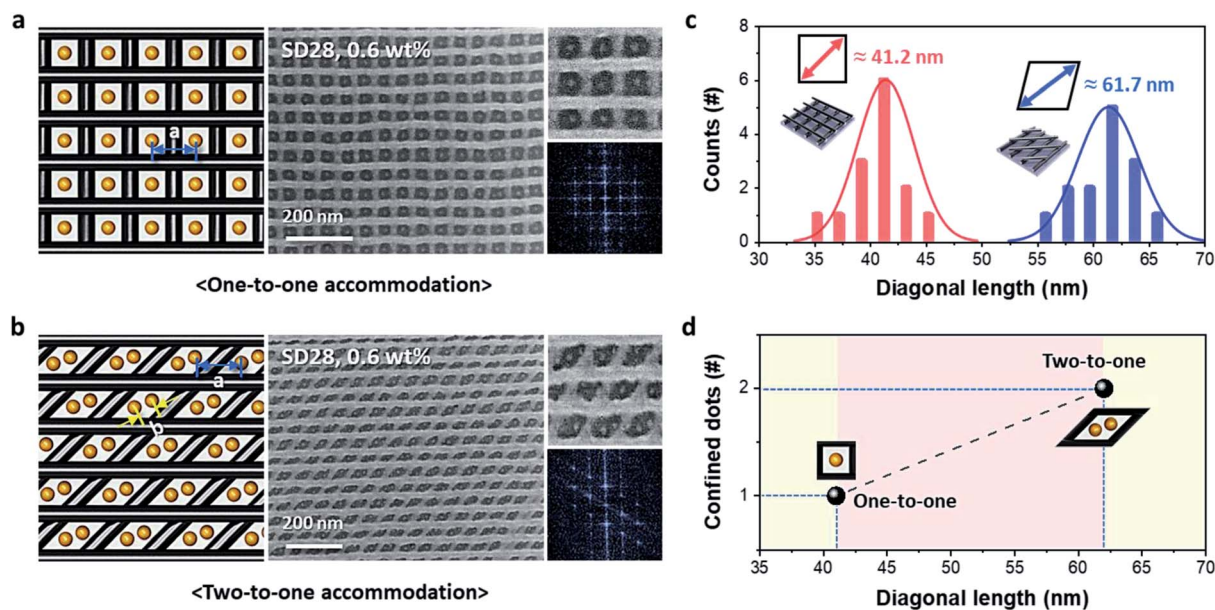 a
a
SD28, 0.6 wt%
200 nm
<One-to-one accommodation>
b
a
b
SD28, 0.6 wt%
200 nm
<Two-to-one accommodation>
c
≈ 41.2 nm
≈ 61.7 nm
Counts (#)
8
6
4
2
0
30 35 40 45 50 55 60 65 70
Diagonal length (nm)
d
Two-to-one
One-to-one
Confined dots (#)
2
1
35 40 45 50 55 60 65 70
Diagonal length (nm)